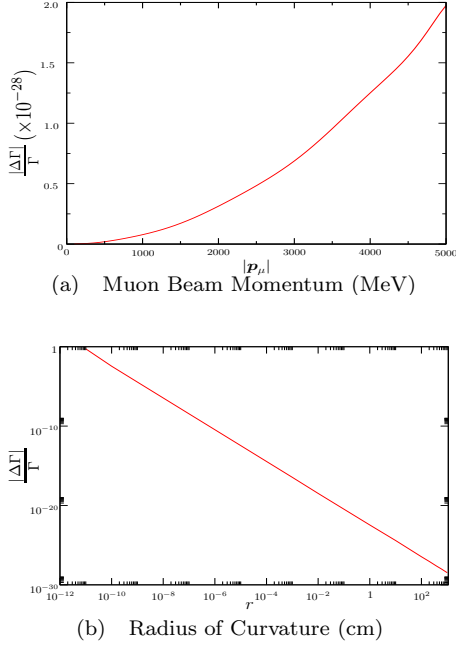 2.0
1.5
1.0
0.5
0
|ΔΓ|/Γ (×10⁻²⁸)
0 1000 2000 3000 4000 5000
|𝒑_μ|
(a) Muon Beam Momentum (MeV)
1
10⁻¹⁰
10⁻²⁰
10⁻³⁰
|ΔΓ|/Γ
10⁻¹² 10⁻¹⁰ 10⁻⁸ 10⁻⁶ 10⁻⁴ 10⁻² 1 10²
r
(b) Radius of Curvature (cm)